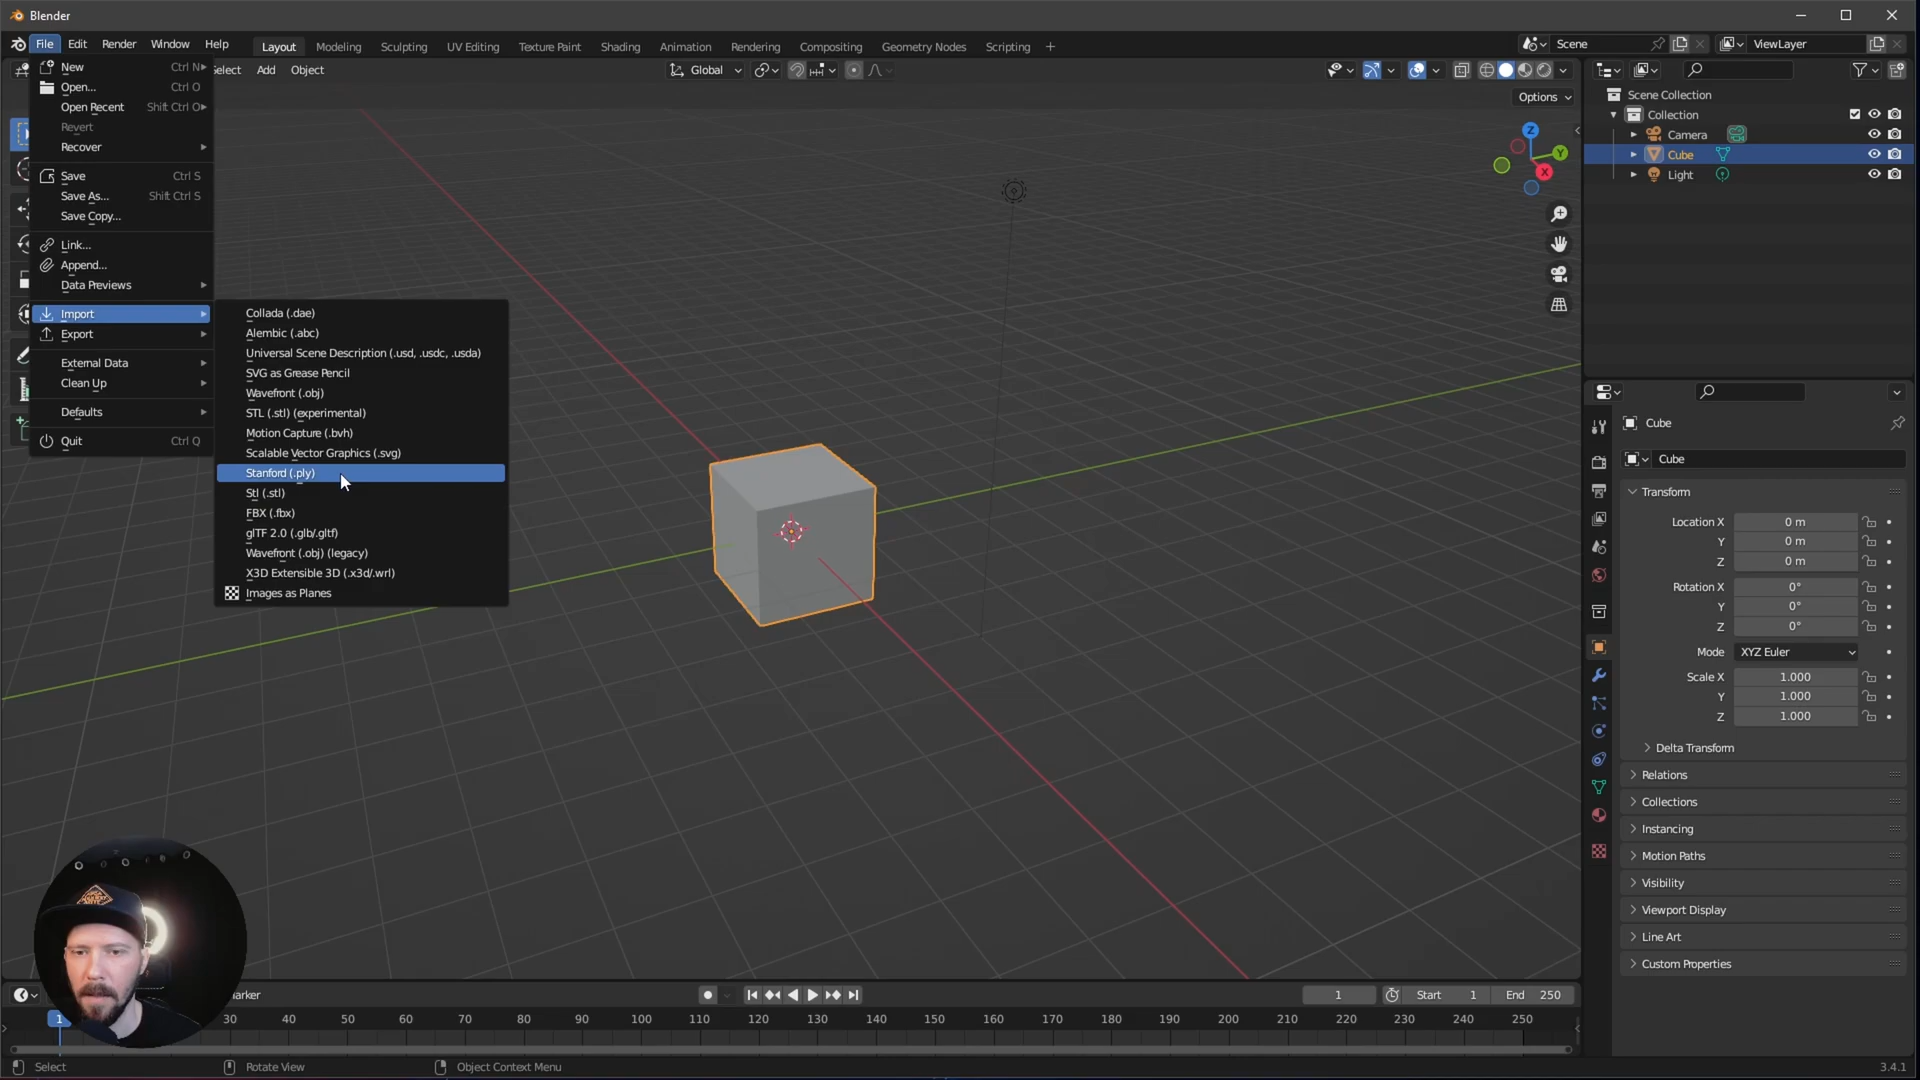 Blender
File Edit Render Window Help Layout Modeling Sculpting UV Editing Texture Paint Shading Animation Rendering Compositing Geometry Nodes Scripting + Scene ViewLayer
Select Add Object Global
Options
New Ctrl N
Open... Ctrl O
Open Recent Shift Ctrl O
Revert
Recover
Save Ctrl S
Save As... Shift Ctrl S
Save Copy...
Link...
Append...
Data Previews
Import
Export
External Data
Clean Up
Defaults
Quit Ctrl Q
Collada (.dae)
Alembic (.abc)
Universal Scene Description (.usd, .usdc, .usda)
SVG as Grease Pencil
Wavefront (.obj)
STL (.stl) (experimental)
Motion Capture (.bvh)
Scalable Vector Graphics (.svg)
Stanford (.ply)
Stl (.stl)
FBX (.fbx)
glTF 2.0 (.glb/.gltf)
Wavefront (.obj) (legacy)
X3D Extensible 3D (.x3d/.wrl)
Images as Planes
Z
Y
X
Scene Collection
Collection
Camera
Cube
Light
Cube
Cube
Transform
Location X 0 m
Y 0 m
Z 0 m
Rotation X 0°
Y 0°
Z 0°
Mode XYZ Euler
Scale X 1.000
Y 1.000
Z 1.000
Delta Transform
Relations
Collections
Instancing
Motion Paths
Visibility
Viewport Display
Line Art
Custom Properties
arker 1 Start 1 End 250
1 30 40 50 60 70 80 90 100 110 120 130 140 150 160 170 180 190 200 210 220 230 240 250
Select Rotate View Object Context Menu 3.4.1